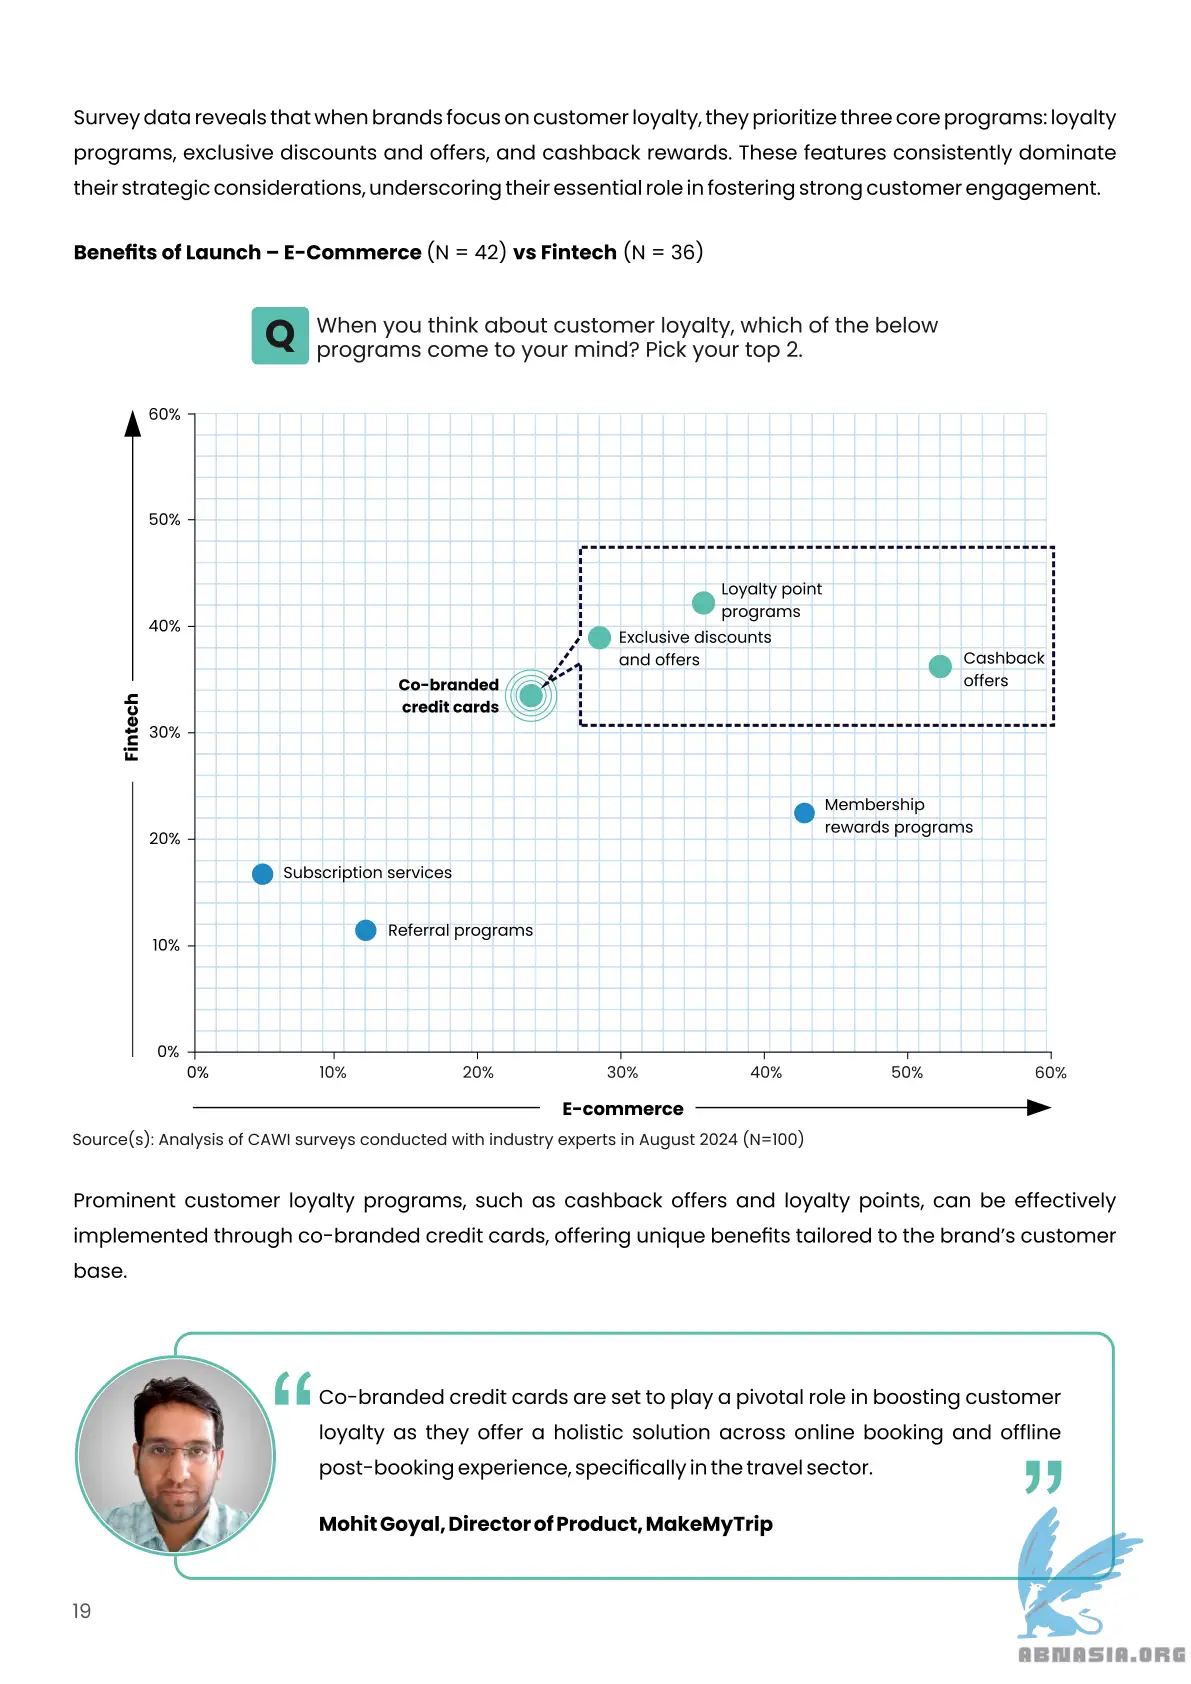 Survey data reveals that when brands focus on customer loyalty, they prioritize three core programs: loyalty
programs, exclusive discounts and offers, and cashback rewards. These features consistently dominate
their strategic considerations, underscoring their essential role in fostering strong customer engagement.
Benefits of Launch – E-Commerce (N = 42) vs Fintech (N = 36)
Q
When you think about customer loyalty, which of the below
programs come to your mind? Pick your top 2.
60%
50%
40%
30%
20%
10%
0%
Fintech
Loyalty point
programs
Exclusive discounts
and offers
Cashback
offers
Co-branded
credit cards
Membership
rewards programs
Subscription services
Referral programs
0% 10% 20% 30% 40% 50% 60%
E-commerce
Source(s): Analysis of CAWI surveys conducted with industry experts in August 2024 (N=100)
Prominent customer loyalty programs, such as cashback offers and loyalty points, can be effectively
implemented through co-branded credit cards, offering unique benefits tailored to the brand’s customer
base.
“
Co-branded credit cards are set to play a pivotal role in boosting customer
loyalty as they offer a holistic solution across online booking and offline
post-booking experience, specifically in the travel sector.
”
Mohit Goyal, Director of Product, MakeMyTrip
19
ABNASIA.ORG